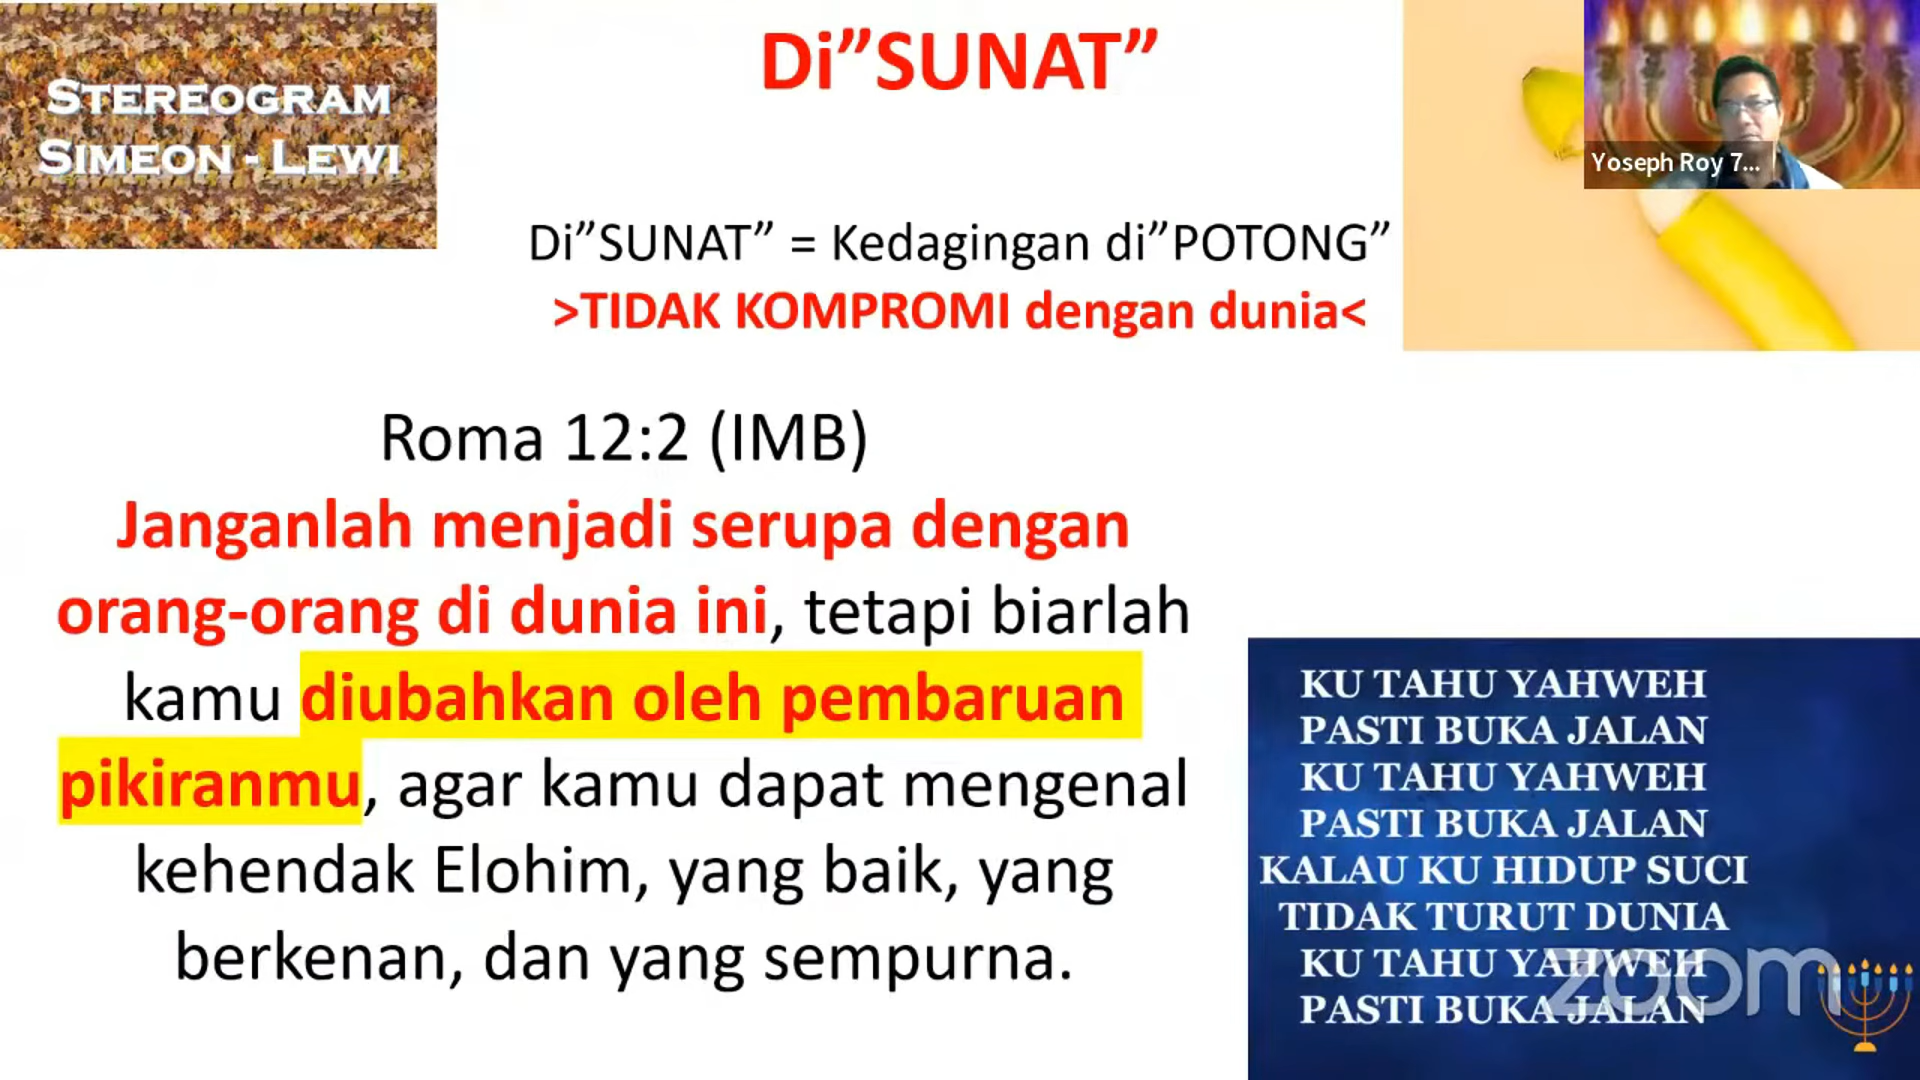 STEREOGRAM
SIMEON - LEWI
Di”SUNAT”
Yoseph Roy 7...
Di”SUNAT” = Kedagingan di”POTONG”
>TIDAK KOMPROMI dengan dunia<
Roma 12:2 (IMB)
Janganlah menjadi serupa dengan
orang-orang di dunia ini, tetapi biarlah
kamu diubahkan oleh pembaruan
pikiranmu, agar kamu dapat mengenal
kehendak Elohim, yang baik, yang
berkenan, dan yang sempurna.
KU TAHU YAHWEH
PASTI BUKA JALAN
KU TAHU YAHWEH
PASTI BUKA JALAN
KALAU KU HIDUP SUCI
TIDAK TURUT DUNIA
KU TAHU YAHWEH
PASTI BUKA JALAN
zoom